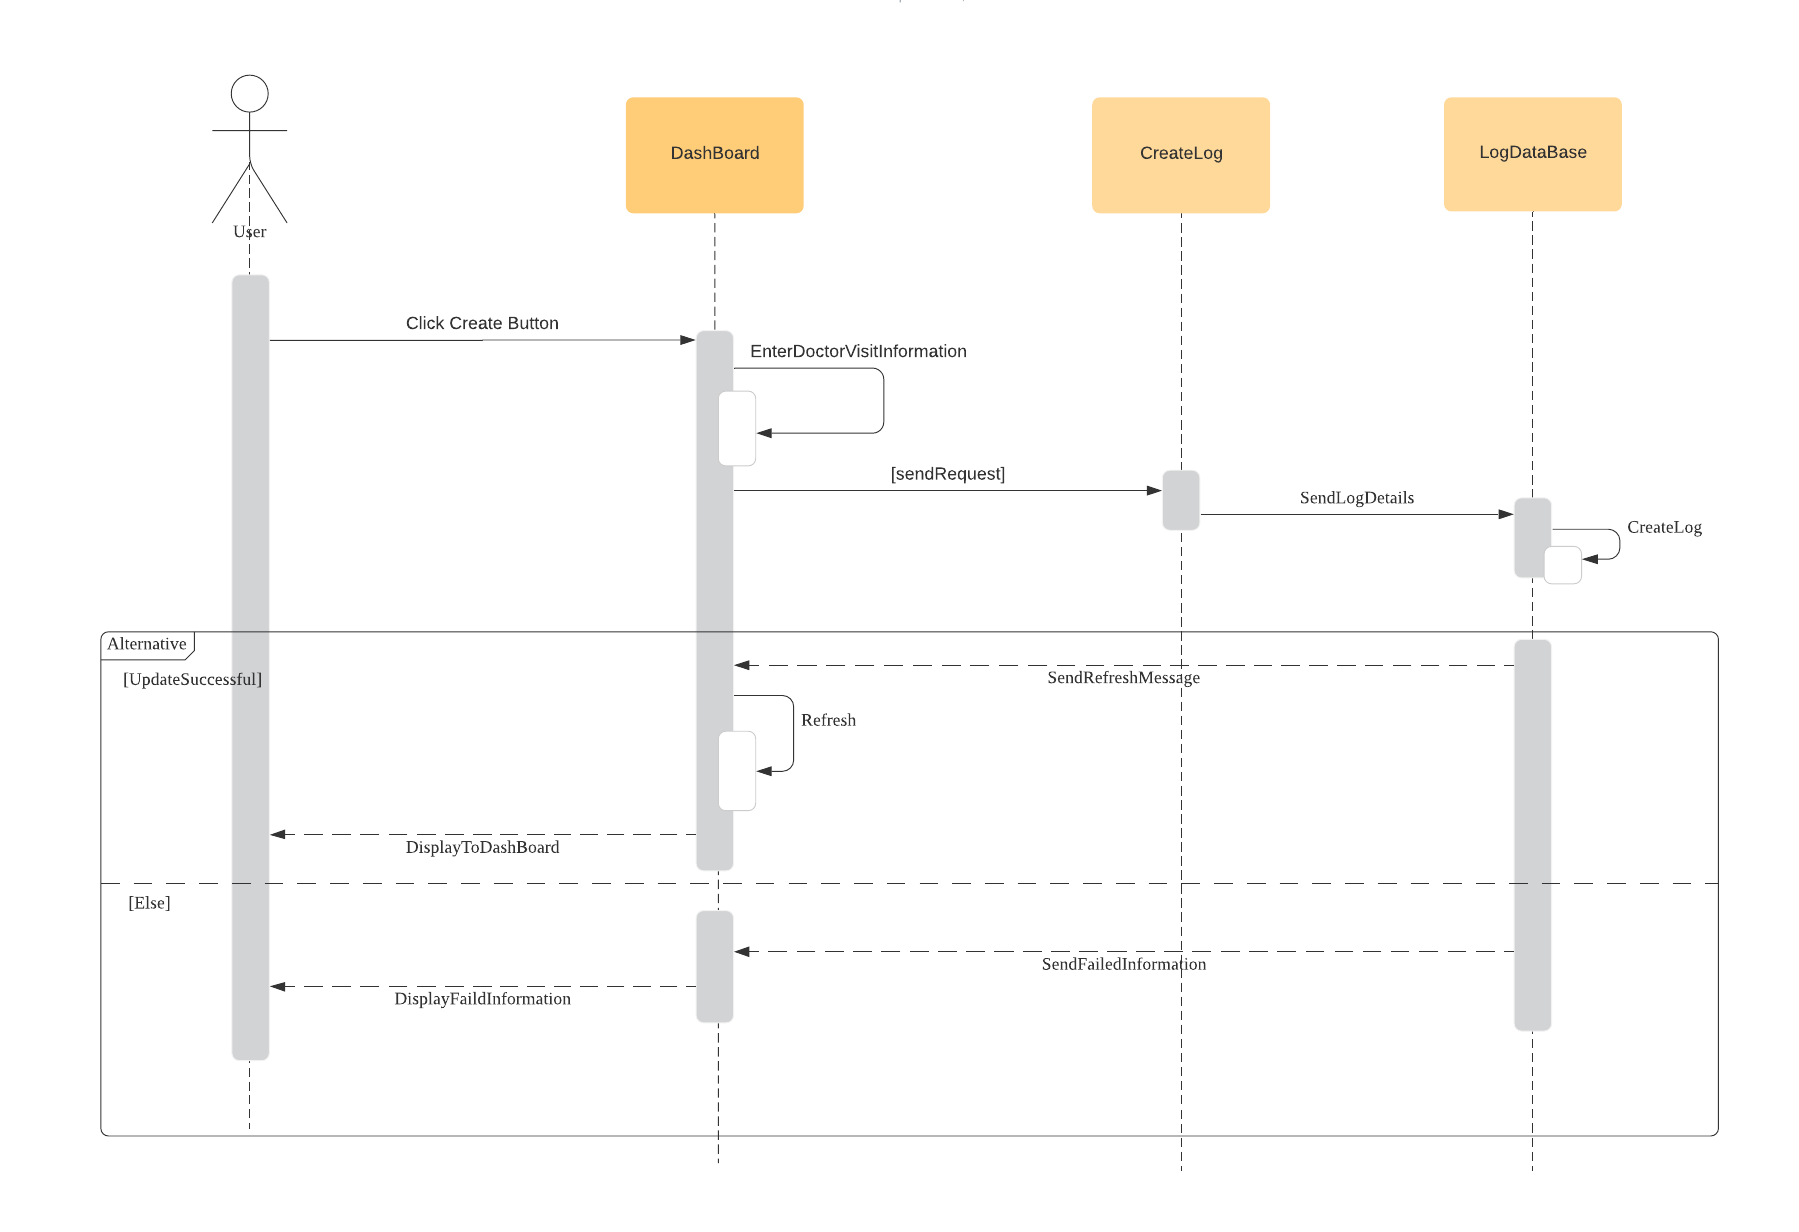 User
DashBoard
CreateLog
LogDataBase
Click Create Button
EnterDoctorVisitInformation
[sendRequest]
SendLogDetails
CreateLog
Alternative
[UpdateSuccessful]
SendRefreshMessage
Refresh
DisplayToDashBoard
[Else]
SendFailedInformation
DisplayFaildInformation